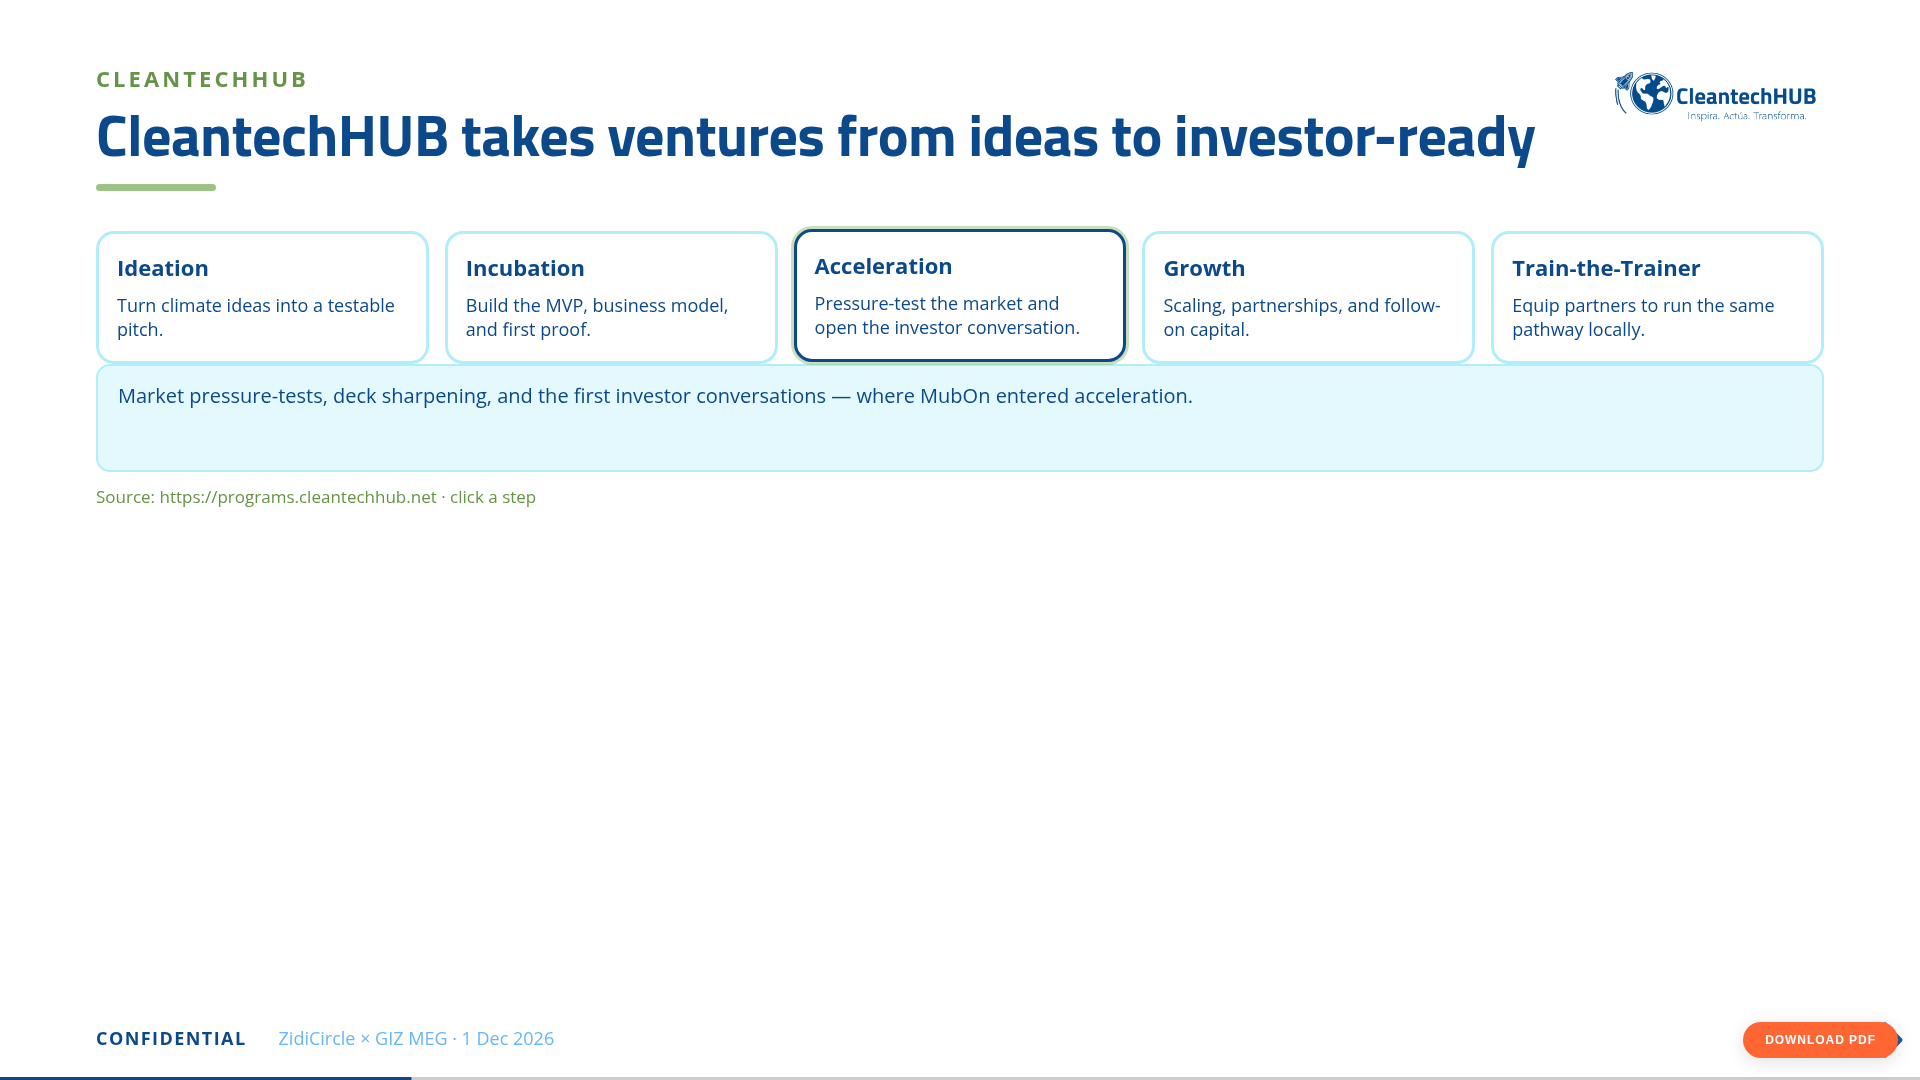 CLEANTECHHUB
CleantechHUB takes ventures from ideas to investor-ready
CleantechHUB
Inspira. Actúa. Transforma.
Ideation
Turn climate ideas into a testable
pitch.
Incubation
Build the MVP, business model,
and first proof.
Acceleration
Pressure-test the market and
open the investor conversation.
Growth
Scaling, partnerships, and follow-
on capital.
Train-the-Trainer
Equip partners to run the same
pathway locally.
Market pressure-tests, deck sharpening, and the first investor conversations — where MubOn entered acceleration.
Source: https://programs.cleantechhub.net · click a step
CONFIDENTIAL
ZidiCircle × GIZ MEG · 1 Dec 2026
DOWNLOAD PDF